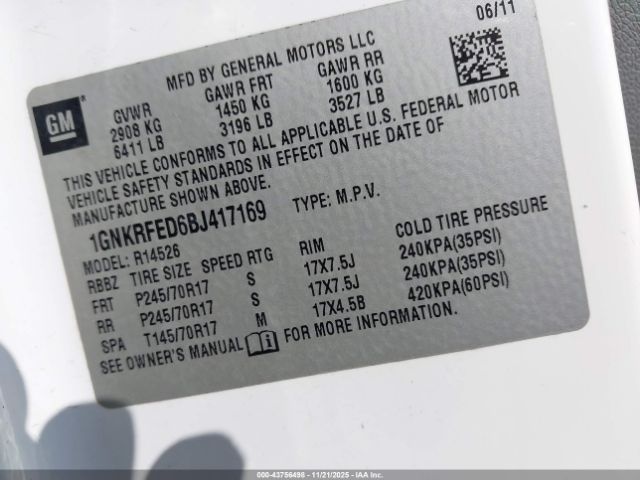 06/11
MFD BY GENERAL MOTORS LLC
GM
GVWR GAWR FRT GAWR RR
2908 KG 1450 KG 1600 KG
6411 LB 3196 LB 3527 LB
THIS VEHICLE CONFORMS TO ALL APPLICABLE U.S. FEDERAL MOTOR
VEHICLE SAFETY STANDARDS IN EFFECT ON THE DATE OF
MANUFACTURE SHOWN ABOVE.
1GNKRFED6BJ417169 TYPE: M.P.V.
MODEL: R14526
RBBZ TIRE SIZE SPEED RTG RIM COLD TIRE PRESSURE
FRT P245/70R17 S 17X7.5J 240KPA(35PSI)
RR P245/70R17 S 17X7.5J 240KPA(35PSI)
SPA T145/70R17 M 17X4.5B 420KPA(60PSI)
SEE OWNER'S MANUAL FOR MORE INFORMATION.
000-43756498 - 11/21/2025 - IAAI.COM